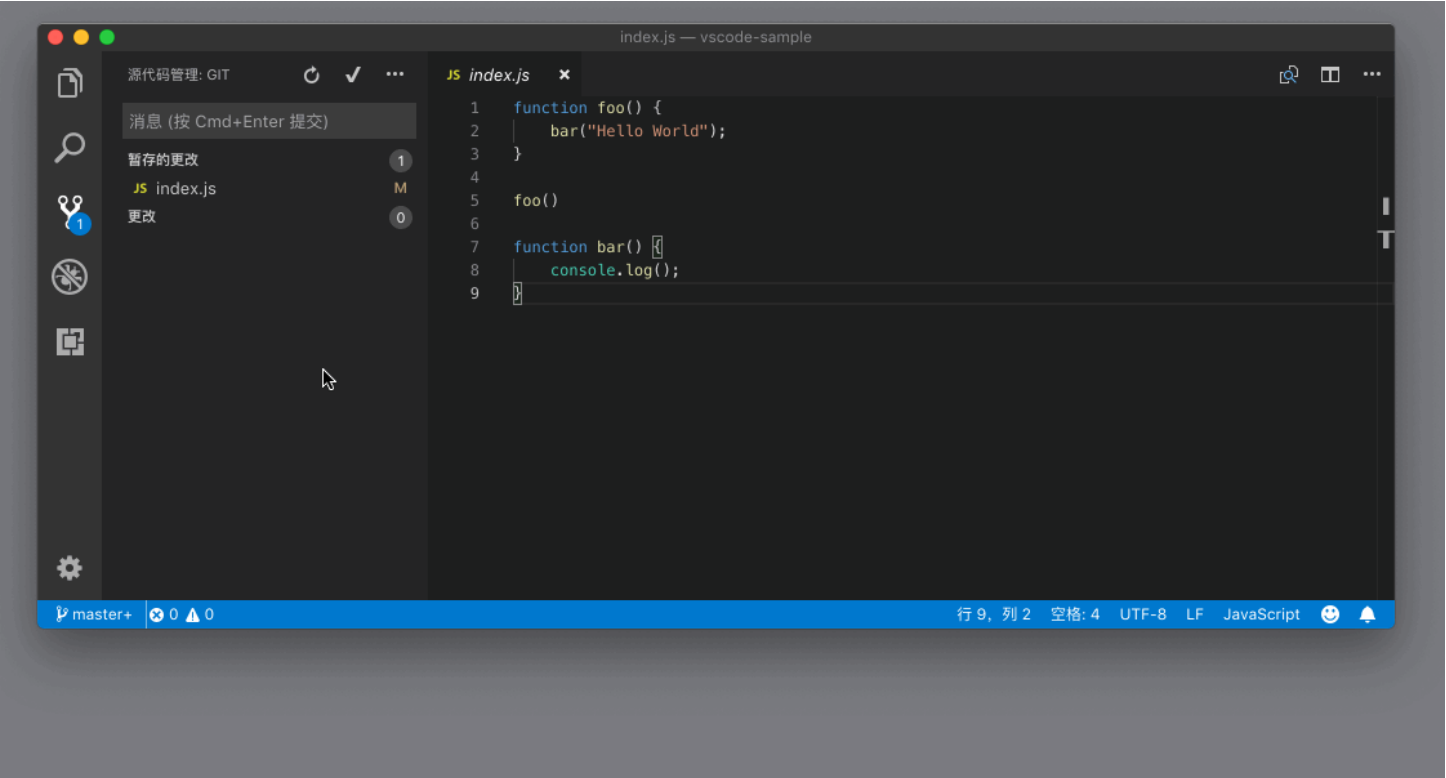 index.js — vscode-sample
源代码管理: GIT
消息 (按 Cmd+Enter 提交)
暂存的更改 1
JS index.js M
更改 0
1
JS index.js
1 function foo() {
2 bar("Hello World");
3 }
4
5 foo()
6
7 function bar() {
8 console.log();
9 }
master+ 0 0
行 9，列 2 空格: 4 UTF-8 LF JavaScript